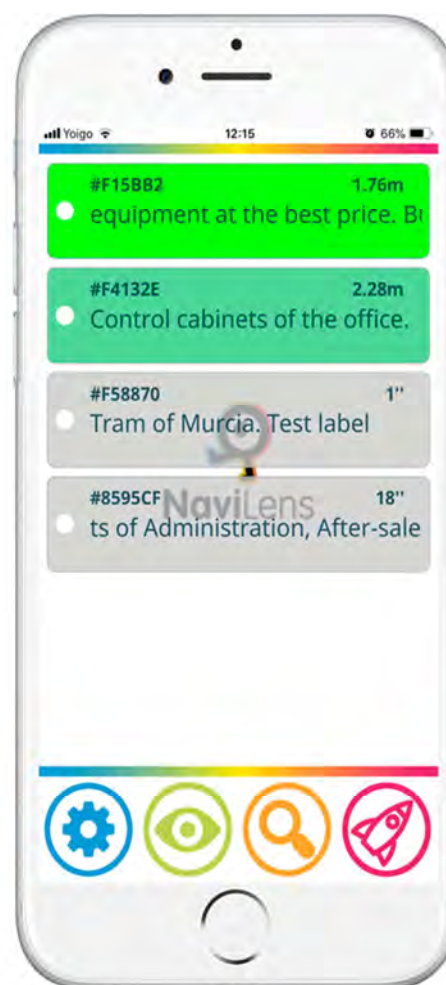 Yoigo 12:15 66%
#F15BB2 1.76m
equipment at the best price. Bu
#F4132E 2.28m
Control cabinets of the office.
#F58870 1''
Tram of Murcia. Test label
#8595CF 18''
NaviLens
ts of Administration, After-sale